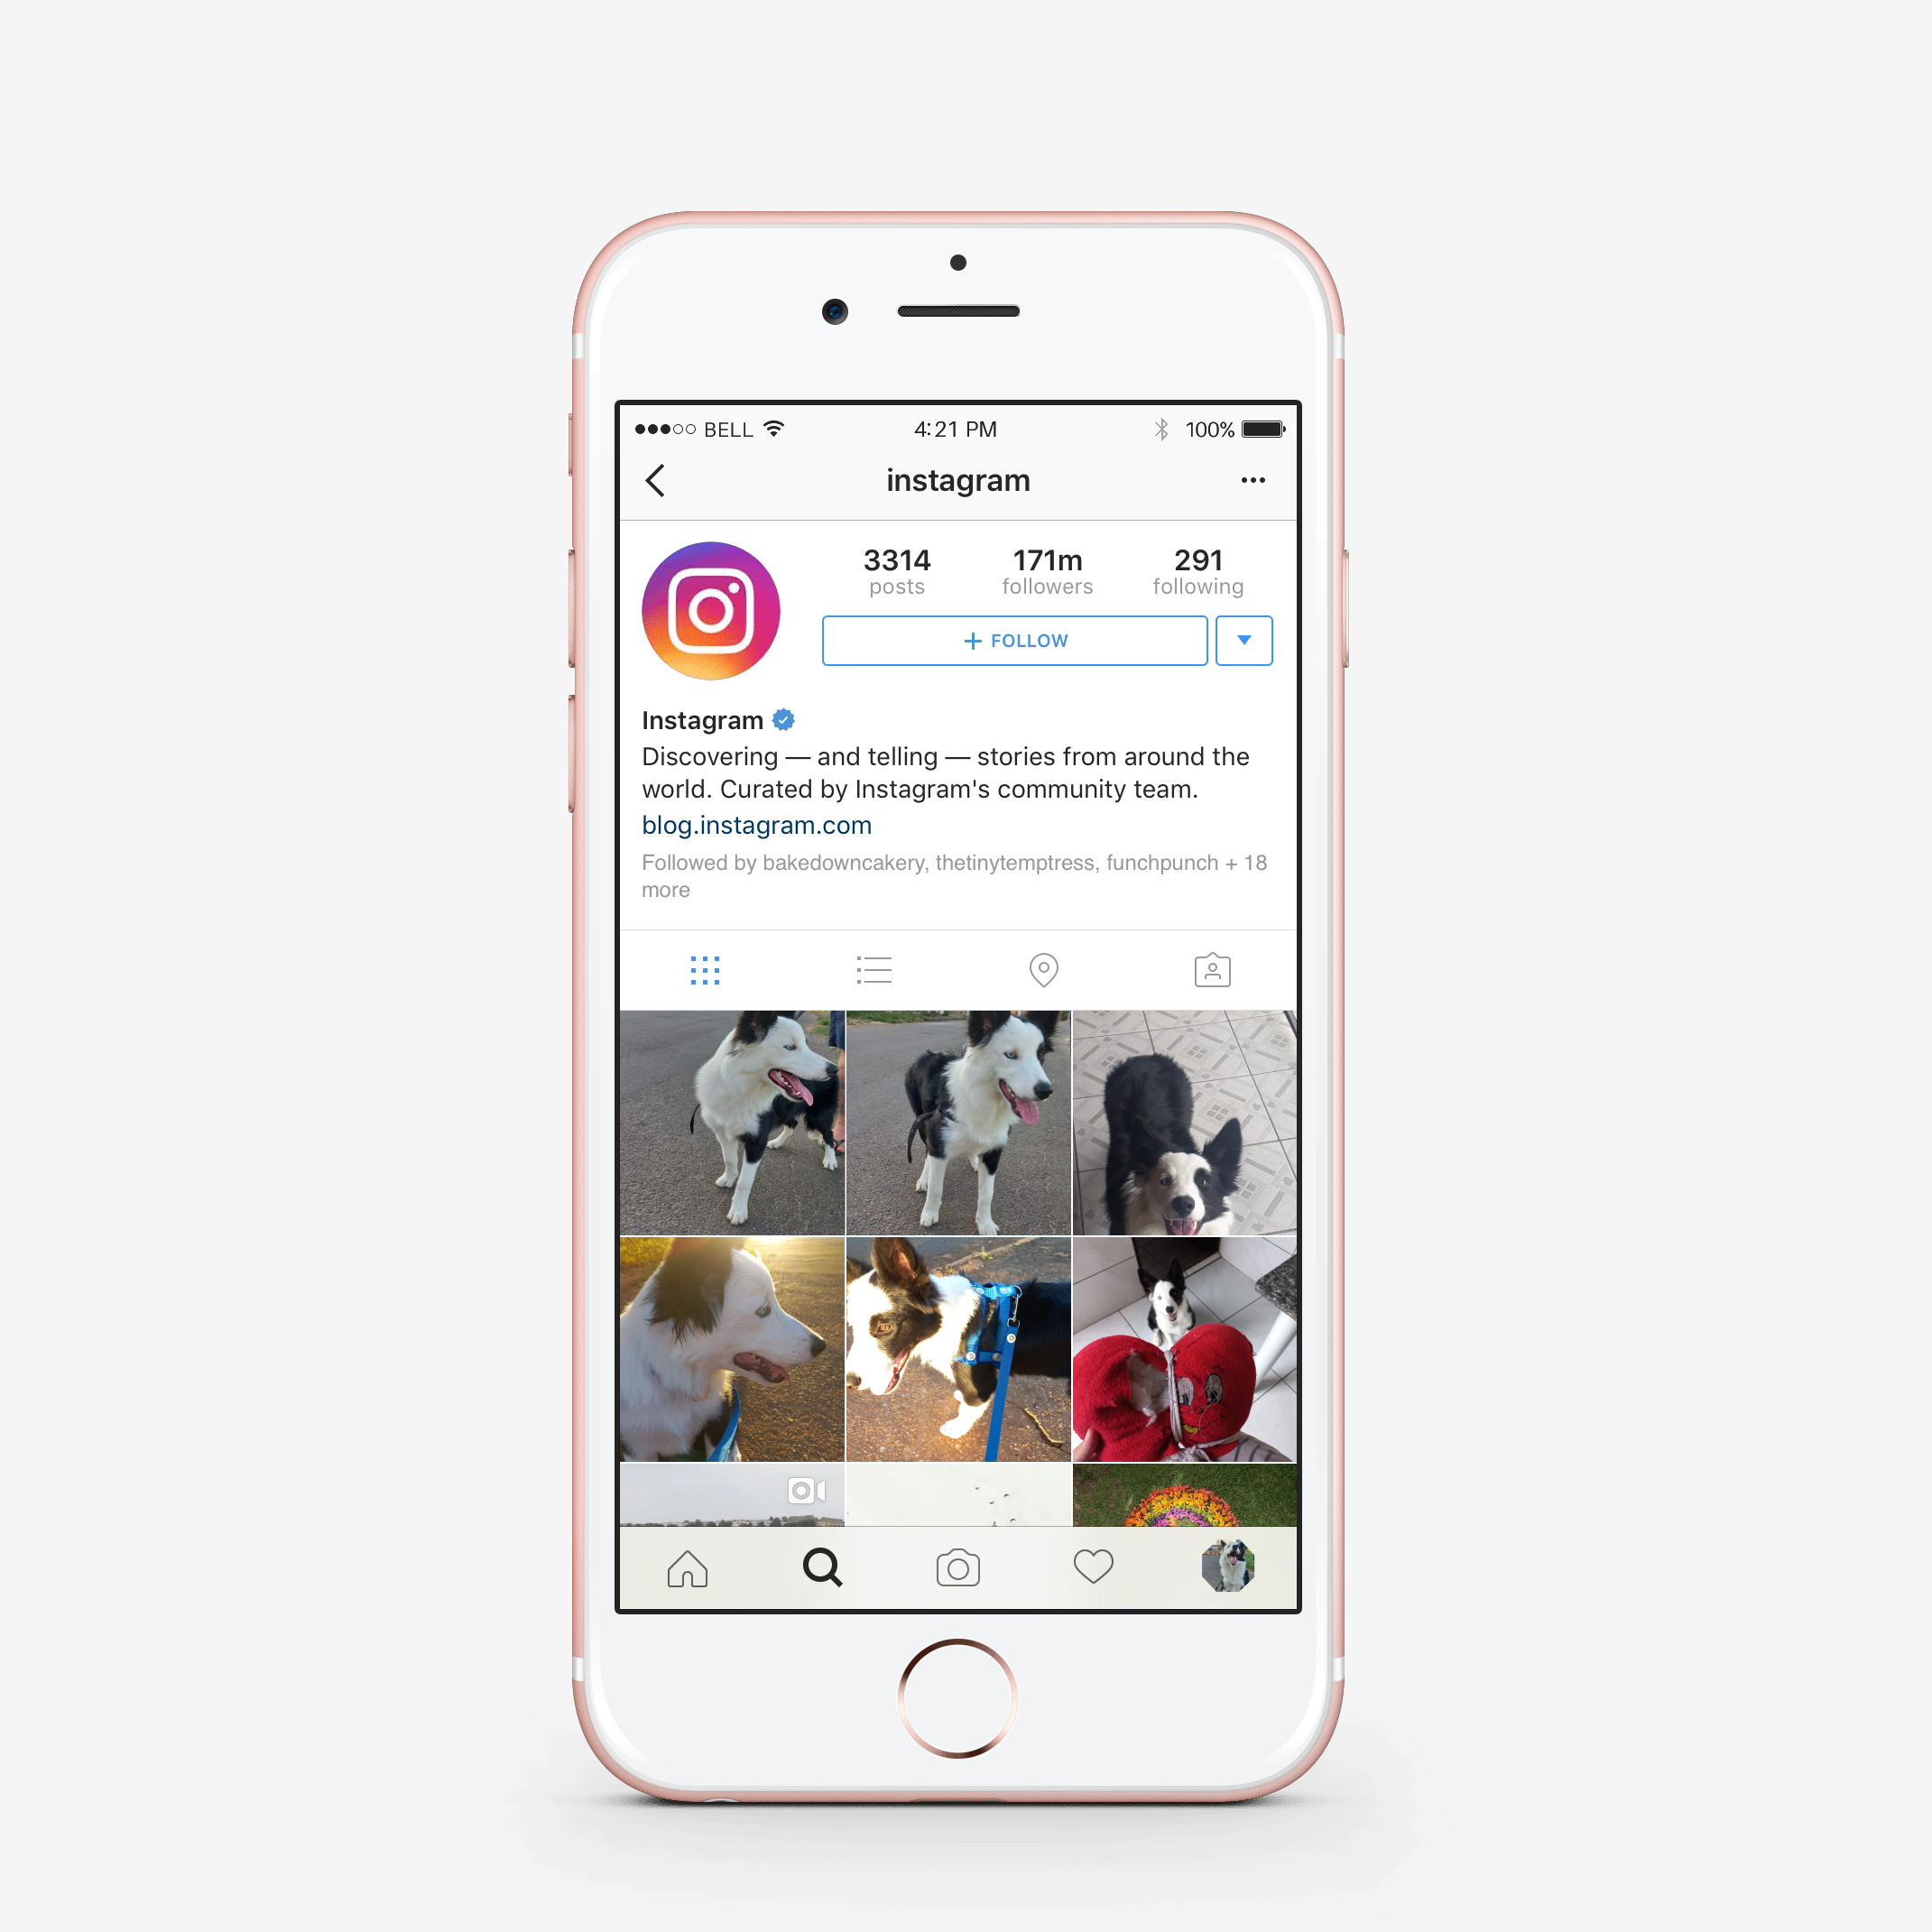 BELL 4:21 PM 100%
instagram
3314 171m 291
posts followers following
+ FOLLOW
Instagram
Discovering — and telling — stories from around the
world. Curated by Instagram's community team.
blog.instagram.com
Followed by bakedowncakery, thetinytemptress, funchpunch + 18
more